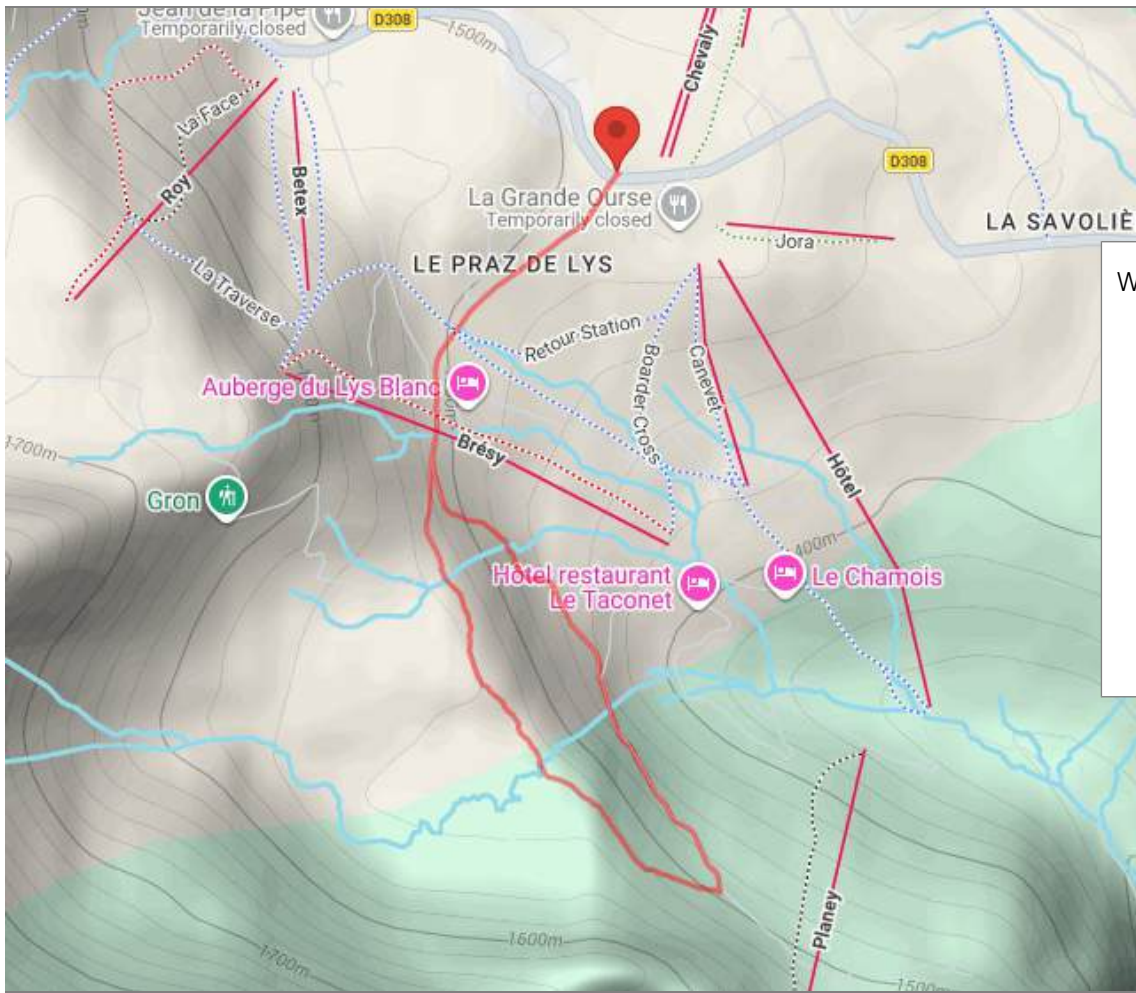 Jean de la Pipe
Temporarily closed
D308
1500m
Chevaly
La Face
Roy
Betex
D308
La Grande Ourse
Temporarily closed
LA SAVOLIÈ
Jora
LE PRAZ DE LYS
La Traverse
W
Retour Station
Boarder Cross
Canevet
Auberge du Lys Blanc
Brésy
1700m
Hôtel
Gron
400m
Hôtel restaurant
Le Taconet
Le Chamois
Planey
1600m
1700m
1500m